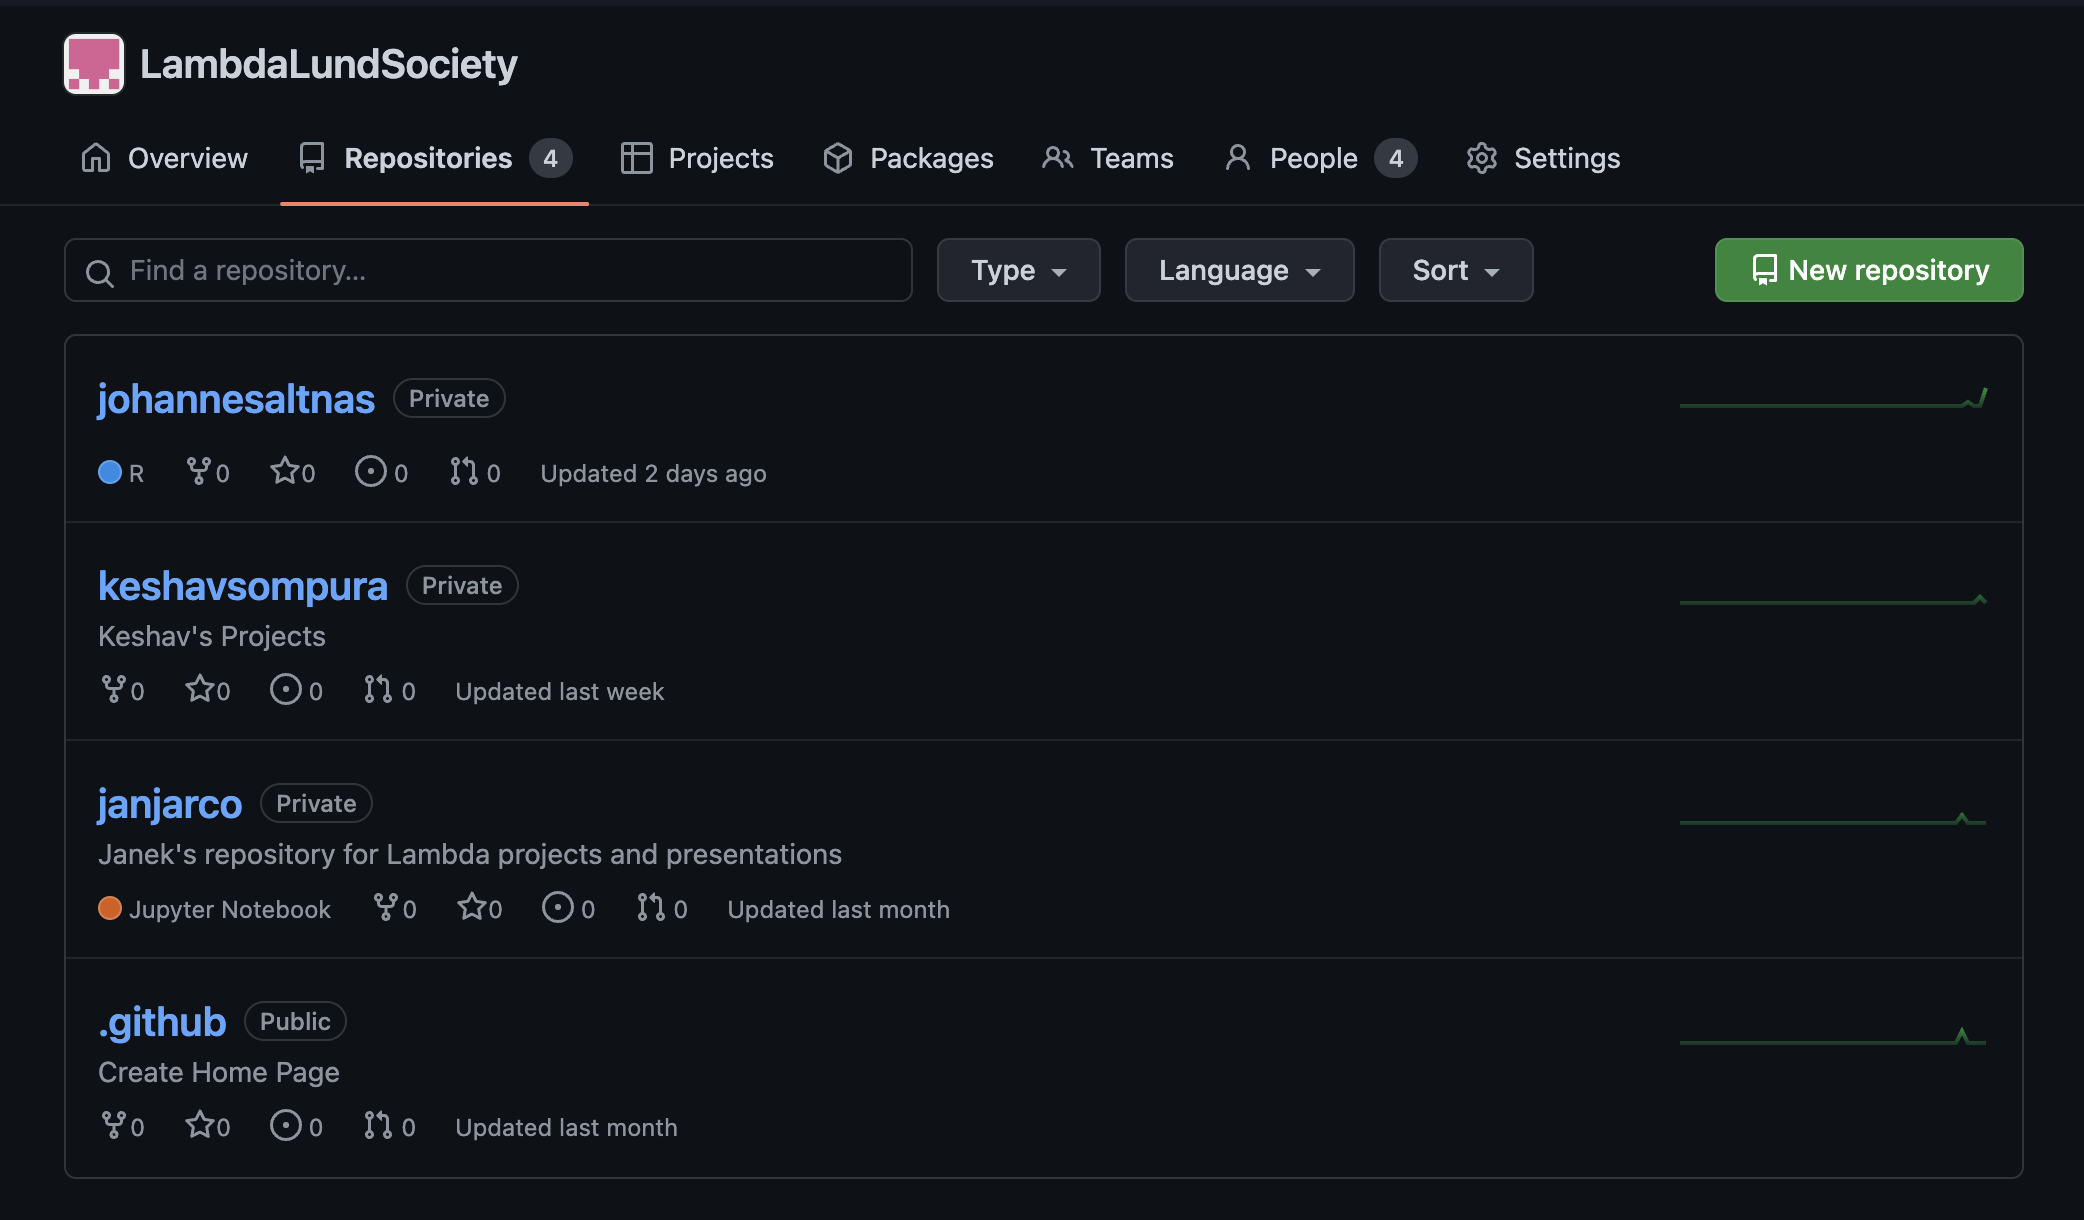 LambdaLundSociety
Overview Repositories 4 Projects Packages Teams People 4 Settings
Find a repository... Type Language Sort New repository
johannesaltnas Private
R 0 0 0 0 Updated 2 days ago
keshavsompura Private
Keshav's Projects
0 0 0 0 Updated last week
janjarco Private
Janek's repository for Lambda projects and presentations
Jupyter Notebook 0 0 0 0 Updated last month
.github Public
Create Home Page
0 0 0 0 Updated last month